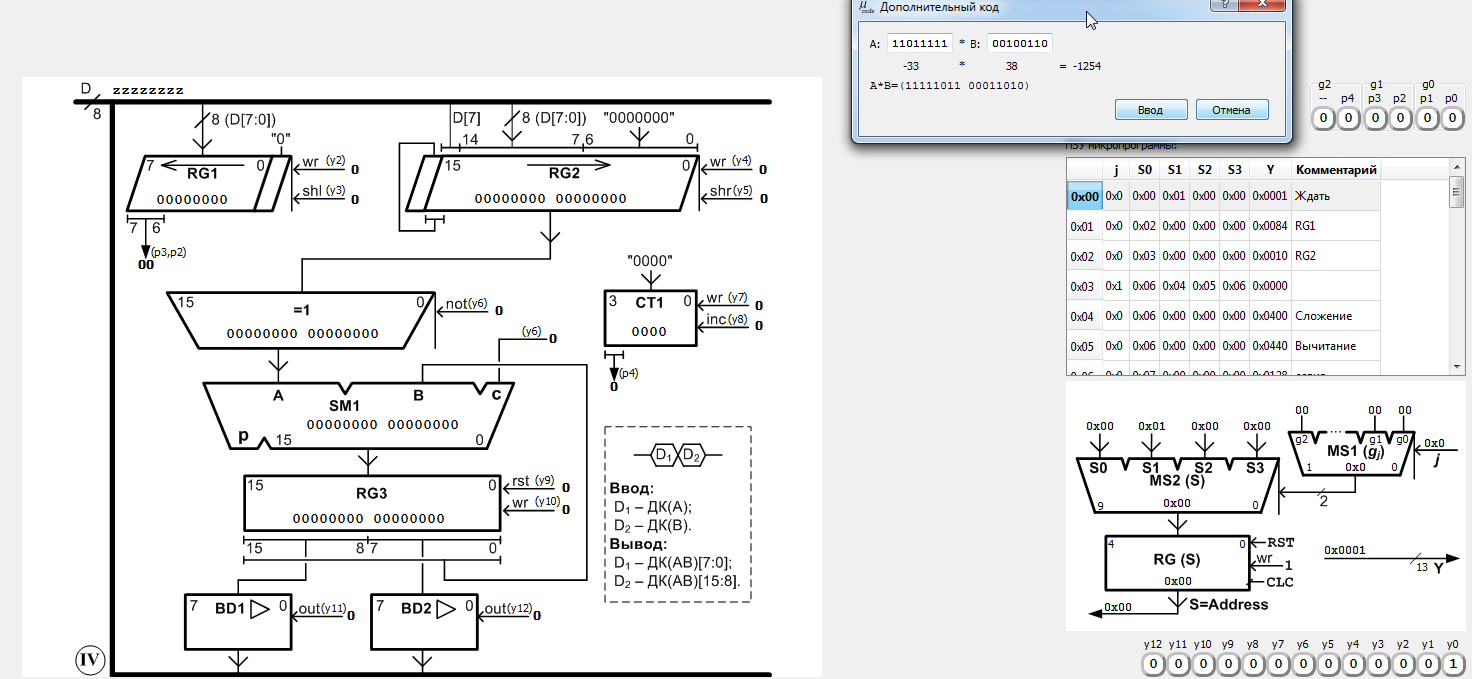 μcode Дополнительный код
A: 11011111 * B: 00100110
-33 * 38 = -1254
A*B=(11111011 00011010)
Ввод Отмена
g2 g1 g0
-- p4 p3 p2 p1 p0
0 0 0 0 0 0
D zzzzzzzz
8
8 (D[7:0])
"0"
7 0
RG1
00000000
wr (y2) 0
shl (y3) 0
7 6
(p3,p2)
00
D[7] 8 (D[7:0]) "0000000"
14 7 6 0
15
RG2
00000000 00000000
wr (y4) 0
shr(y5) 0
15 0
=1
00000000 00000000
not(y6) 0
(y6) 0
"0000"
3 CT1 0
0000
wr (y7) 0
inc(y8) 0
(p4)
0
A B C
SM1
00000000 00000000
p 15 0
15 0
RG3
00000000 00000000
rst (y9) 0
wr (y10) 0
15 8 7 0
7 BD1 0
out(y11) 0
7 BD2 0
out(y12) 0
IV
D1 D2
Ввод:
D1 – ДК(A);
D2 – ДК(B).
Вывод:
D1 – ДК(AB)[7:0];
D2 – ДК(AB)[15:8].
ПЗУ микропрограммы:
j S0 S1 S2 S3 Y Комментарий
0x00 0x0 0x00 0x01 0x00 0x00 0x0001 Ждать
0x01 0x0 0x02 0x00 0x00 0x00 0x0084 RG1
0x02 0x0 0x03 0x00 0x00 0x00 0x0010 RG2
0x03 0x1 0x06 0x04 0x05 0x06 0x0000
0x04 0x0 0x06 0x00 0x00 0x00 0x0400 Сложение
0x05 0x0 0x06 0x00 0x00 0x00 0x0440 Вычитание
0x00 0x01 0x00 0x00
S0 S1 S2 S3
MS2 (S)
9 0x00 0
00 00 00
g2 ... g1 g0
MS1 (gj)
1 0x0 0
0x0
j
2
4 0
RG (S)
0x00
RST
wr 1
CLC
0x00
S=Address
0x0001
13 Y
y12 y11 y10 y9 y8 y7 y6 y5 y4 y3 y2 y1 y0
0 0 0 0 0 0 0 0 0 0 0 0 1